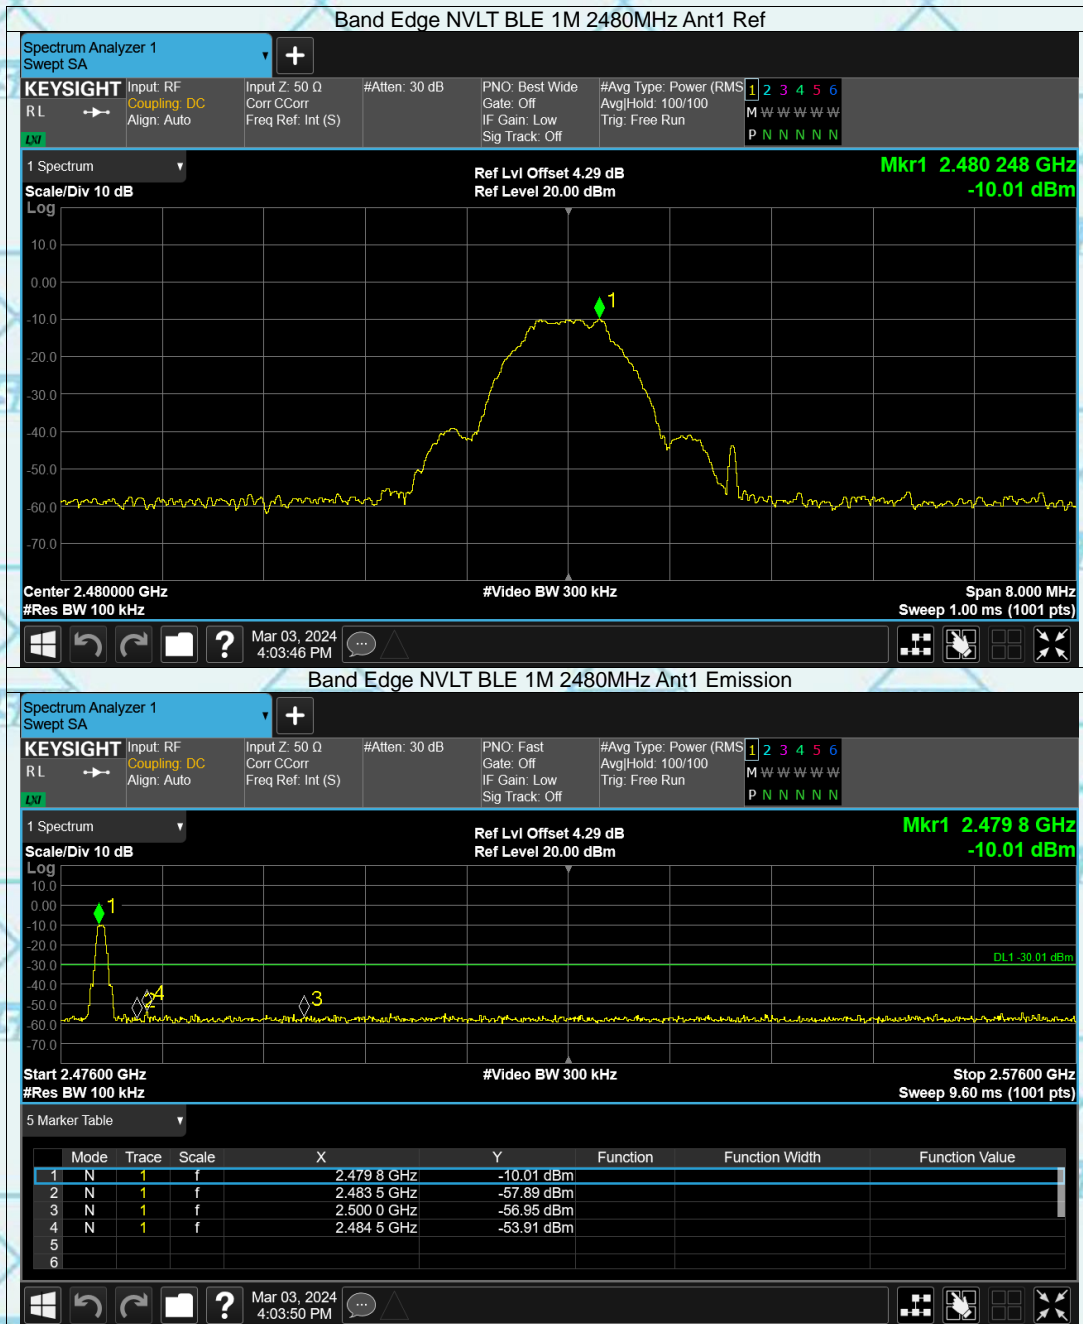 Band Edge NVLT BLE 1M 2480MHz Ant1 Ref
Spectrum Analyzer 1
Swept SA
+
KEYSIGHT
R L
LXI
Input: RF
Coupling: DC
Align: Auto
Input Z: 50 Ω
Corr CCorr
Freq Ref: Int (S)
#Atten: 30 dB
PNO: Best Wide
Gate: Off
IF Gain: Low
Sig Track: Off
#Avg Type: Power (RMS
Avg|Hold: 100/100
Trig: Free Run
1 2 3 4 5 6
M W W W W W
P N N N N N
1 Spectrum
Scale/Div 10 dB
Log
Ref Lvl Offset 4.29 dB
Ref Level 20.00 dBm
Mkr1 2.480 248 GHz
-10.01 dBm
10.0
0.00
-10.0
-20.0
-30.0
-40.0
-50.0
-60.0
-70.0
1
Center 2.480000 GHz
#Video BW 300 kHz
Span 8.000 MHz
#Res BW 100 kHz
Sweep 1.00 ms (1001 pts)
?
Mar 03, 2024
4:03:46 PM
Band Edge NVLT BLE 1M 2480MHz Ant1 Emission
Spectrum Analyzer 1
Swept SA
+
KEYSIGHT
R L
LXI
Input: RF
Coupling: DC
Align: Auto
Input Z: 50 Ω
Corr CCorr
Freq Ref: Int (S)
#Atten: 30 dB
PNO: Fast
Gate: Off
IF Gain: Low
Sig Track: Off
#Avg Type: Power (RMS
Avg|Hold: 100/100
Trig: Free Run
1 2 3 4 5 6
M W W W W W
P N N N N N
1 Spectrum
Scale/Div 10 dB
Log
Ref Lvl Offset 4.29 dB
Ref Level 20.00 dBm
Mkr1 2.479 8 GHz
-10.01 dBm
10.0
0.00
-10.0
-20.0
-30.0
-40.0
-50.0
-60.0
-70.0
1
DL1 -30.01 dBm
2
4
3
Start 2.47600 GHz
#Video BW 300 kHz
Stop 2.57600 GHz
#Res BW 100 kHz
Sweep 9.60 ms (1001 pts)
5 Marker Table
Mode Trace Scale X Y Function Function Width Function Value
1 N 1 f 2.479 8 GHz -10.01 dBm
2 N 1 f 2.483 5 GHz -57.89 dBm
3 N 1 f 2.500 0 GHz -56.95 dBm
4 N 1 f 2.484 5 GHz -53.91 dBm
5
6
?
Mar 03, 2024
4:03:50 PM